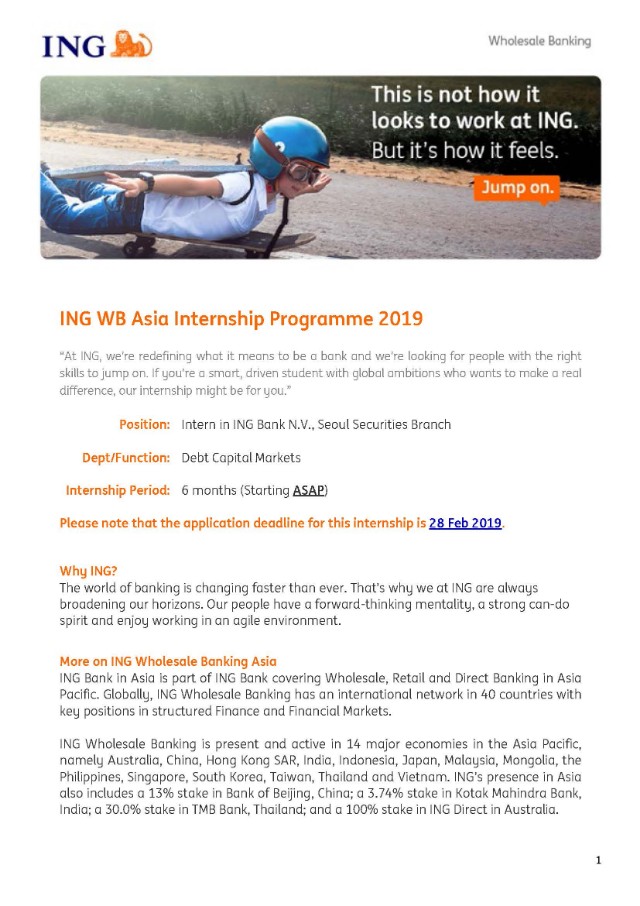 ING
Wholesale Banking
This is not how it
looks to work at ING.
But it's how it feels.
Jump on.
ING WB Asia Internship Programme 2019
"At ING, we're redefining what it means to be a bank and we're looking for people with the right
skills to jump on. If you're a smart, driven student with global ambitions who wants to make a real
difference, our internship might be for you."
Position: Intern in ING Bank N.V., Seoul Securities Branch
Dept/Function: Debt Capital Markets
Internship Period: 6 months (Starting ASAP)
Please note that the application deadline for this internship is 28 Feb 2019.
Why ING?
The world of banking is changing faster than ever. That's why we at ING are always
broadening our horizons. Our people have a forward-thinking mentality, a strong can-do
spirit and enjoy working in an agile environment.
More on ING Wholesale Banking Asia
ING Bank in Asia is part of ING Bank covering Wholesale, Retail and Direct Banking in Asia
Pacific. Globally, ING Wholesale Banking has an international network in 40 countries with
key positions in structured Finance and Financial Markets.
ING Wholesale Banking is present and active in 14 major economies in the Asia Pacific,
namely Australia, China, Hong Kong SAR, India, Indonesia, Japan, Malaysia, Mongolia, the
Philippines, Singapore, South Korea, Taiwan, Thailand and Vietnam. ING's presence in Asia
also includes a 13% stake in Bank of Beijing, China; a 3.74% stake in Kotak Mahindra Bank,
India; a 30.0% stake in TMB Bank, Thailand; and a 100% stake in ING Direct in Australia.
1